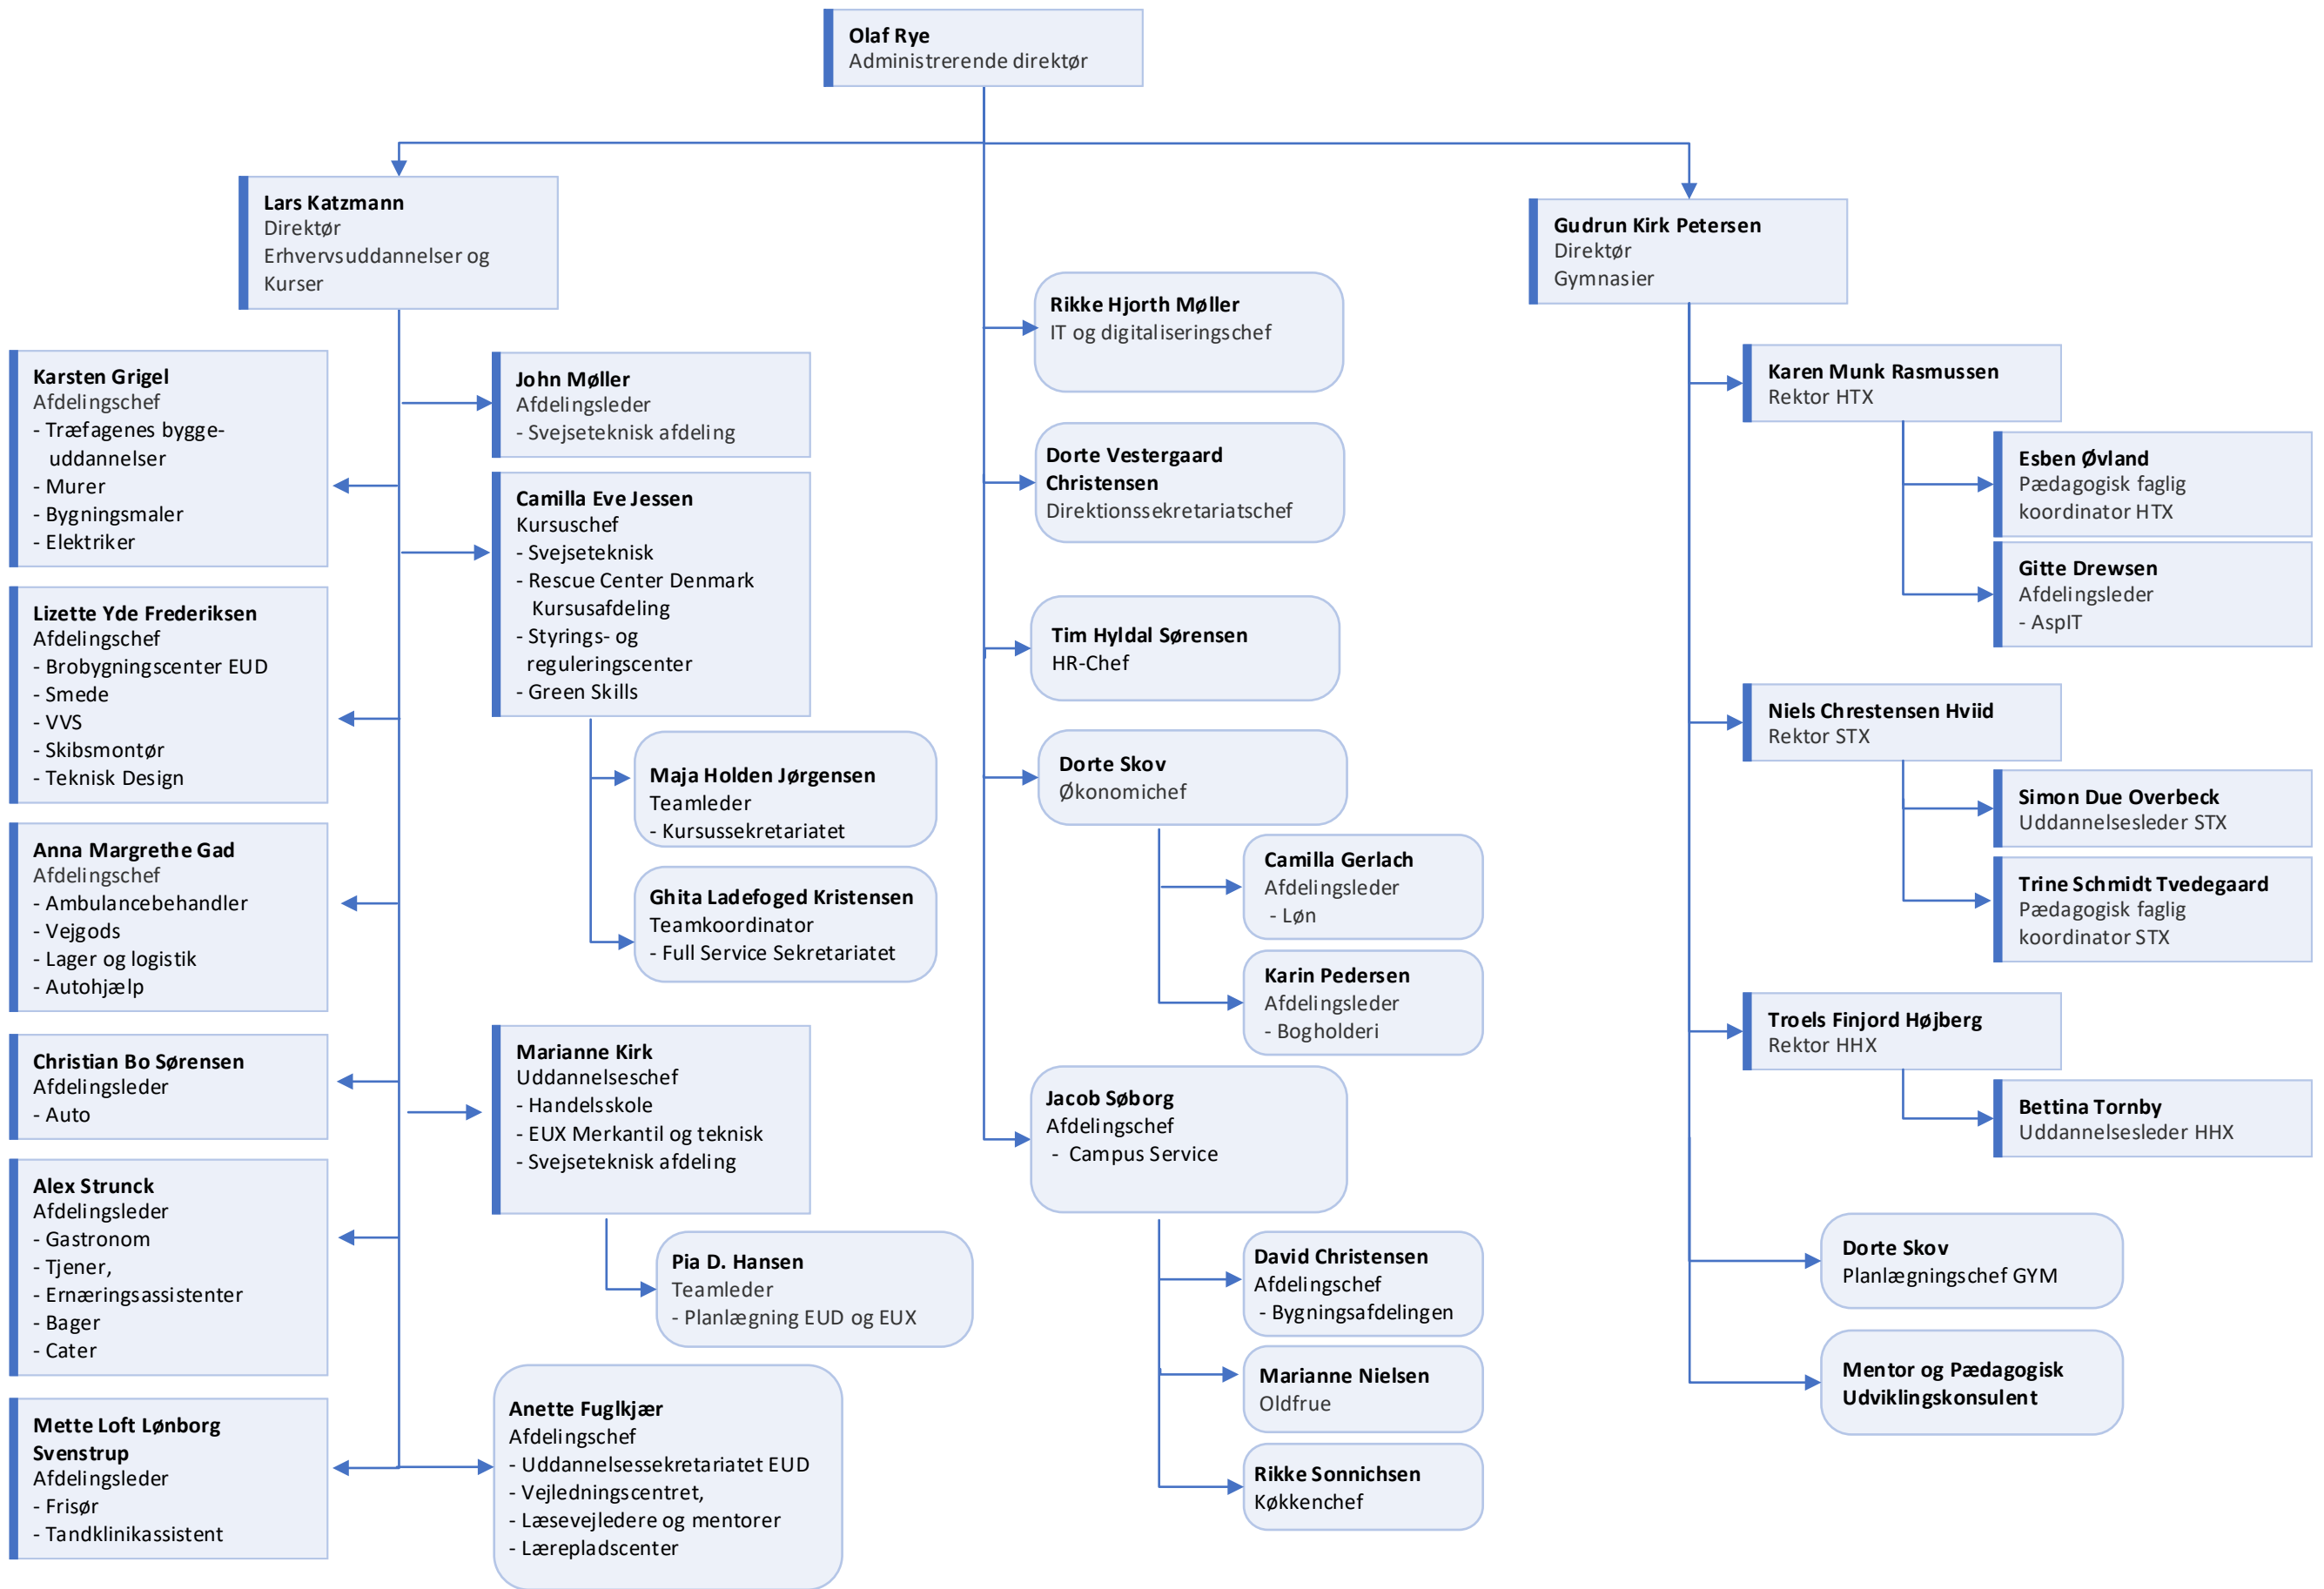 Olaf Rye
Administrerende direktør
Lars Katzmann
Direktør
Erhvervsuddannelser og
Kurser
Karsten Grigel
Afdelingschef
- Træfagenes bygge-
uddannelser
- Murer
- Bygningsmaler
- Elektriker
Lizette Yde Frederiksen
Afdelingschef
- Brobygningscenter EUD
- Smede
- VVS
- Skibsmontør
- Teknisk Design
Anna Margrethe Gad
Afdelingschef
- Ambulancebehandler
- Vejgods
- Lager og logistik
- Autohjælp
Christian Bo Sørensen
Afdelingsleder
- Auto
Alex Strunck
Afdelingsleder
- Gastronom
- Tjener,
- Ernæringsassistenter
- Bager
- Cater
Mette Loft Lønborg
Svenstrup
Afdelingsleder
- Frisør
- Tandklinikassistent
John Møller
Afdelingsleder
- Svejseteknisk afdeling
Camilla Eve Jessen
Kursuschef
- Svejseteknisk
- Rescue Center Denmark
Kursusafdeling
- Styrings- og
reguleringscenter
- Green Skills
Maja Holden Jørgensen
Teamleder
- Kursussekretariatet
Ghita Ladefoged Kristensen
Teamkoordinator
- Full Service Sekretariatet
Marianne Kirk
Uddannelseschef
- Handelsskole
- EUX Merkantil og teknisk
- Svejseteknisk afdeling
Pia D. Hansen
Teamleder
- Planlægning EUD og EUX
Anette Fuglkjær
Afdelingschef
- Uddannelsessekretariatet EUD
- Vejledningscentret,
- Læsevejledere og mentorer
- Lærepladscenter
Rikke Hjorth Møller
IT og digitaliseringschef
Dorte Vestergaard
Christensen
Direktionssekretariatschef
Tim Hyldal Sørensen
HR-Chef
Dorte Skov
Økonomichef
Camilla Gerlach
Afdelingsleder
- Løn
Karin Pedersen
Afdelingsleder
- Bogholderi
Jacob Søborg
Afdelingschef
- Campus Service
David Christensen
Afdelingschef
- Bygningsafdelingen
Marianne Nielsen
Oldfrue
Rikke Sonnichsen
Køkkenchef
Gudrun Kirk Petersen
Direktør
Gymnasier
Karen Munk Rasmussen
Rektor HTX
Esben Øvland
Pædagogisk faglig
koordinator HTX
Gitte Drewsen
Afdelingsleder
- AspIT
Niels Chrestensen Hviid
Rektor STX
Simon Due Overbeck
Uddannelsesleder STX
Trine Schmidt Tvedegaard
Pædagogisk faglig
koordinator STX
Troels Finjord Højberg
Rektor HHX
Bettina Tornby
Uddannelsesleder HHX
Dorte Skov
Planlægningschef GYM
Mentor og Pædagogisk
Udviklingskonsulent